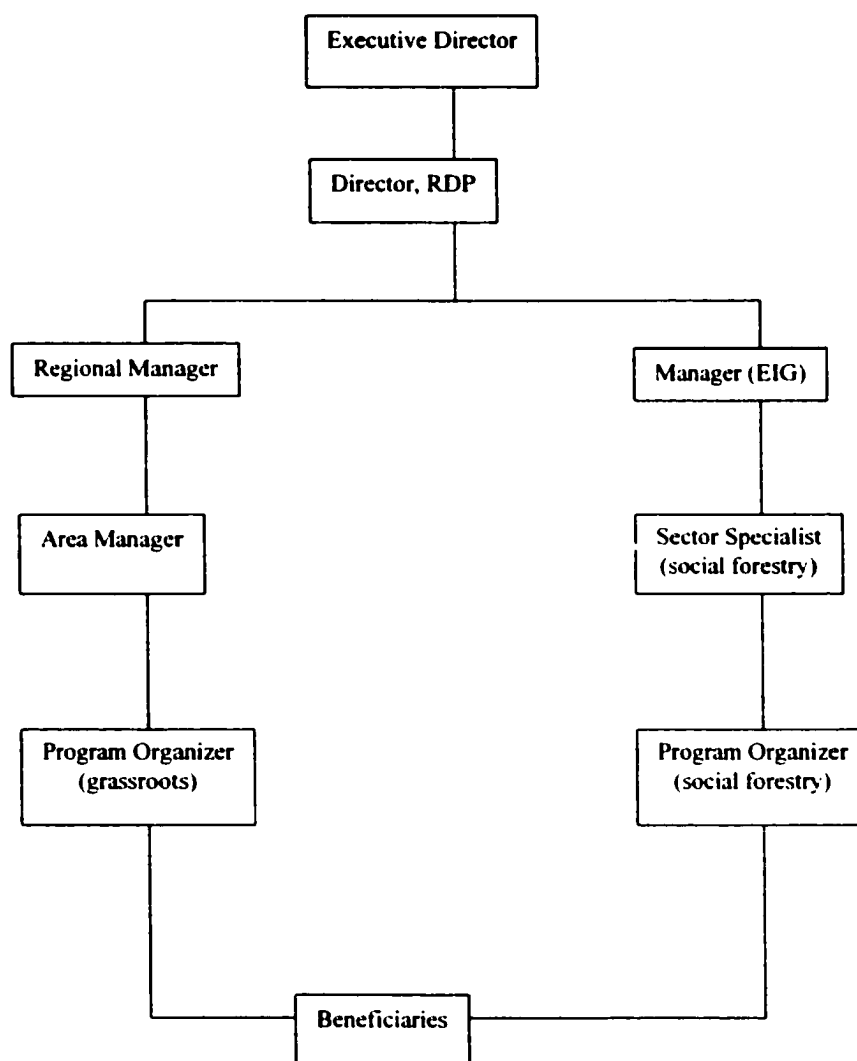 Executive Director
Director, RDP
Regional Manager
Manager (EIG)
Area Manager
Sector Specialist
(social forestry)
Program Organizer
(grassroots)
Program Organizer
(social forestry)
Beneficiaries